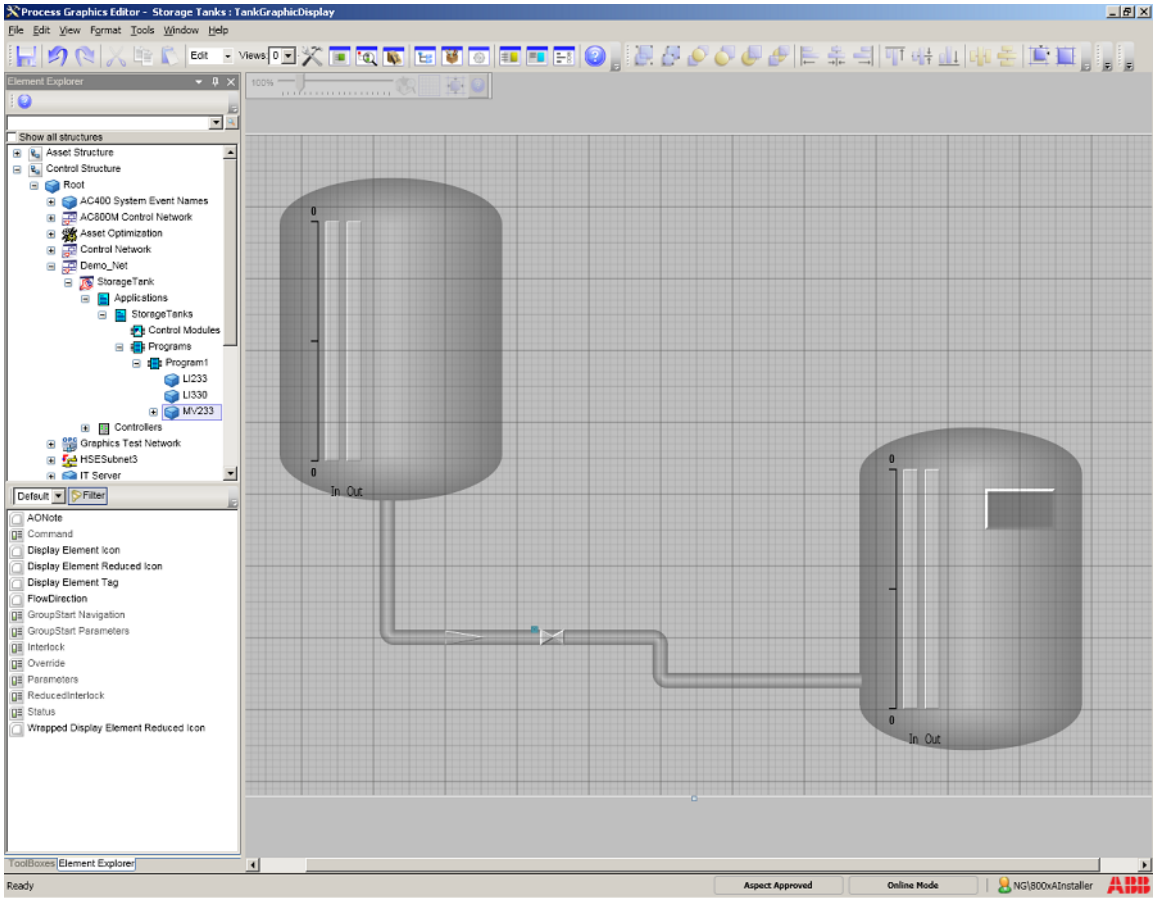 Process Graphics Editor - Storage Tanks : TankGraphicDisplay
File Edit View Format Tools Window Help
Edit Views: 0
Element Explorer
100%
Show all structures
Asset Structure
Control Structure
Root
AC400 System Event Names
AC800M Control Network
Asset Optimization
Control Network
Demo_Net
StorageTank
Applications
StorageTanks
Control Modules
Programs
Program1
LI233
LI330
MV233
Controllers
Graphics Test Network
HSESubnet3
IT Server
Default Filter
AONote
Command
Display Element Icon
Display Element Reduced Icon
Display Element Tag
FlowDirection
GroupStart Navigation
GroupStart Parameters
Interlock
Override
Parameters
ReducedInterlock
Status
Wrapped Display Element Reduced Icon
ToolBoxes Element Explorer
0
0
In Out
0
0
In Out
Ready
Aspect Approved
Online Mode
NG\800xAInstaller
ABB